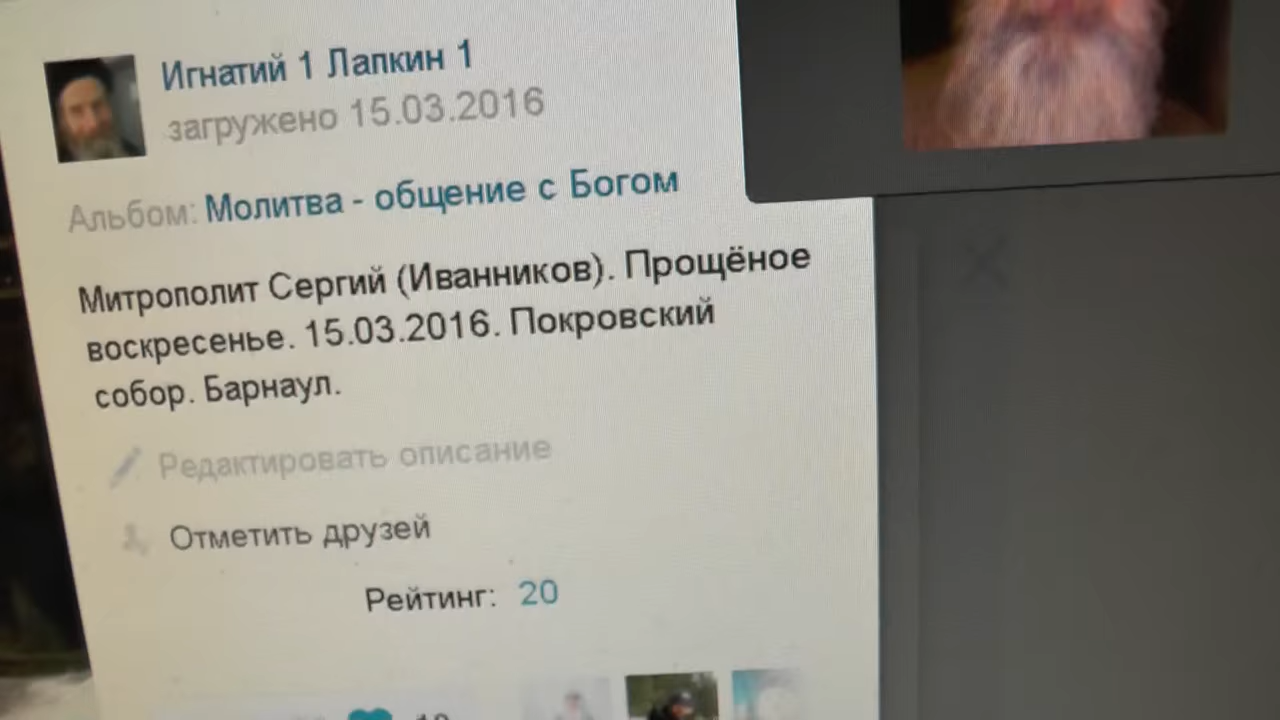 Игнатий 1 Лапкин 1
загружено 15.03.2016
Альбом: Молитва - общение с Богом
Митрополит Сергий (Иванников). Прощёное
воскресенье. 15.03.2016. Покровский
собор. Барнаул.
Редактировать описание
Отметить друзей
Рейтинг: 20